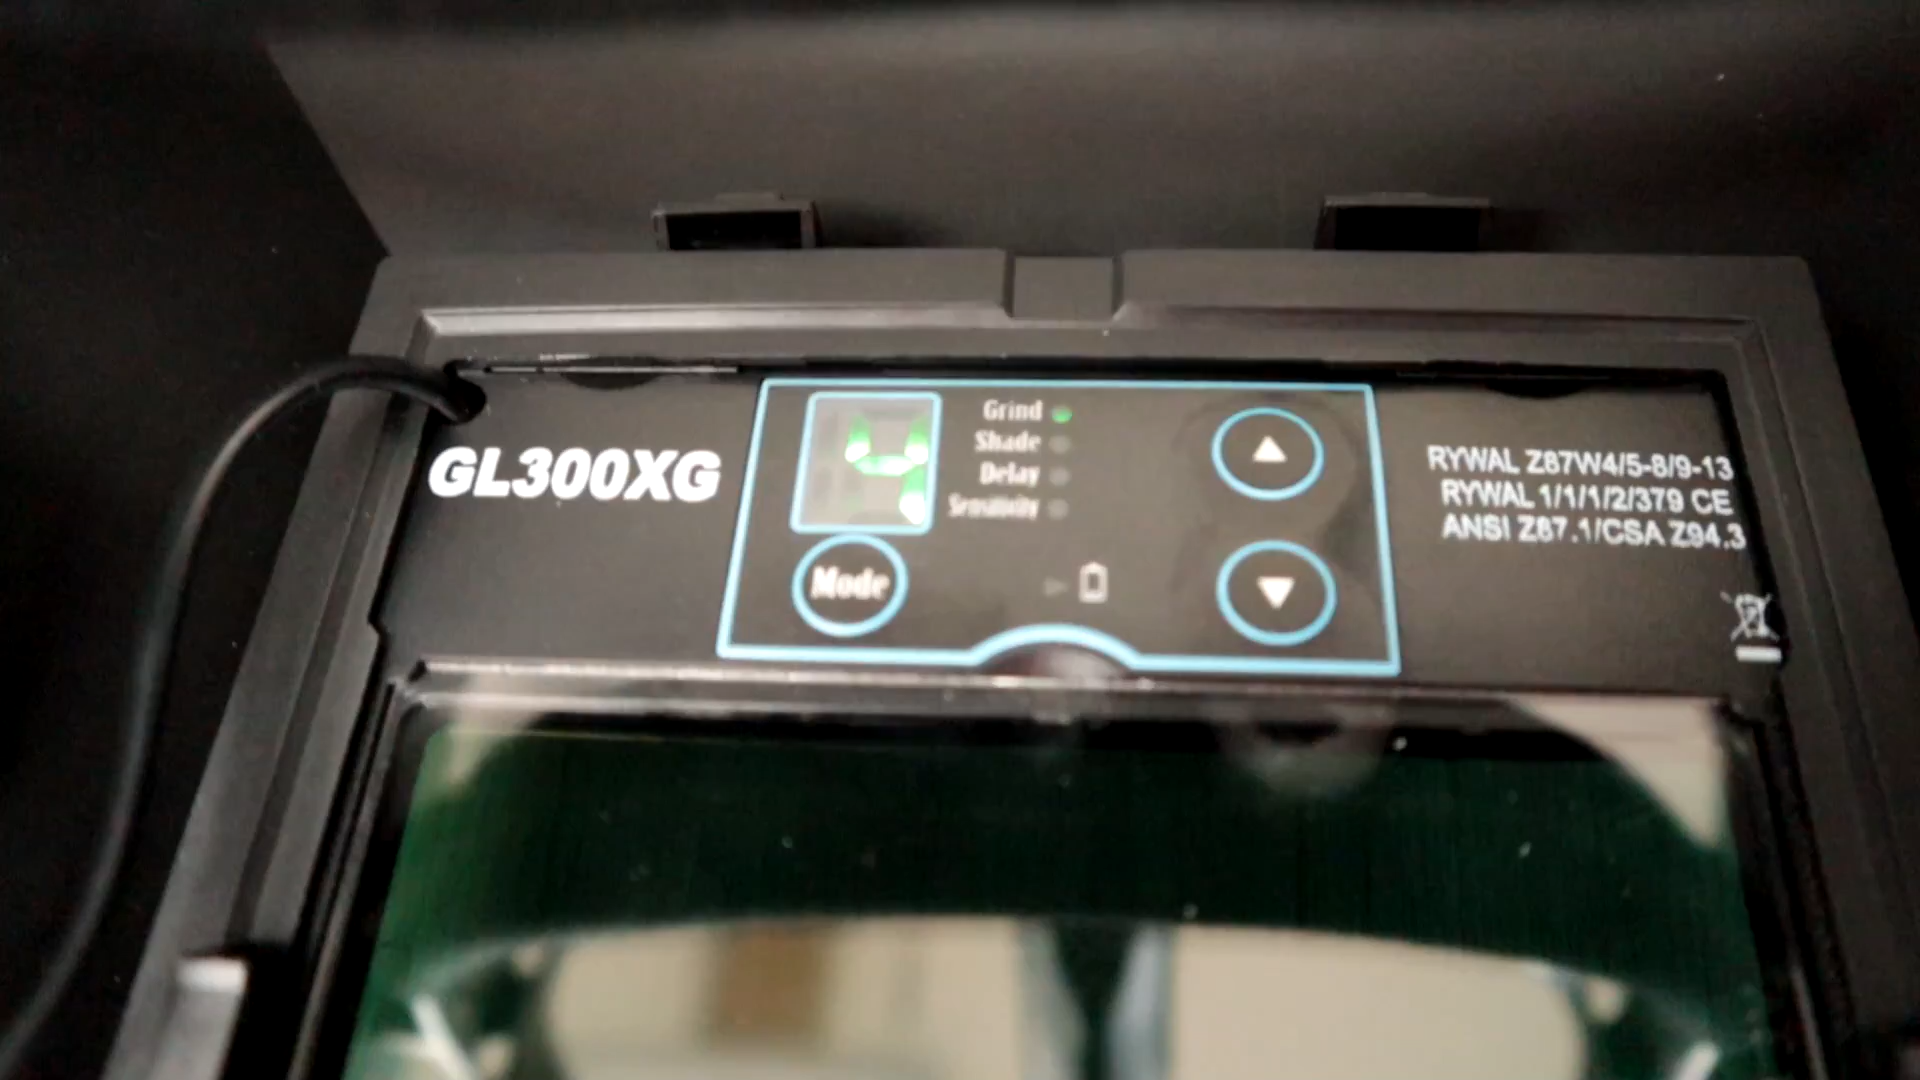 GL300XG
4
Grind
Shade
Delay
Sensitivity
Mode
RYWAL Z87W4/5-8/9-13
RYWAL 1/1/1/2/379 CE
ANSI Z87.1/CSA Z94.3